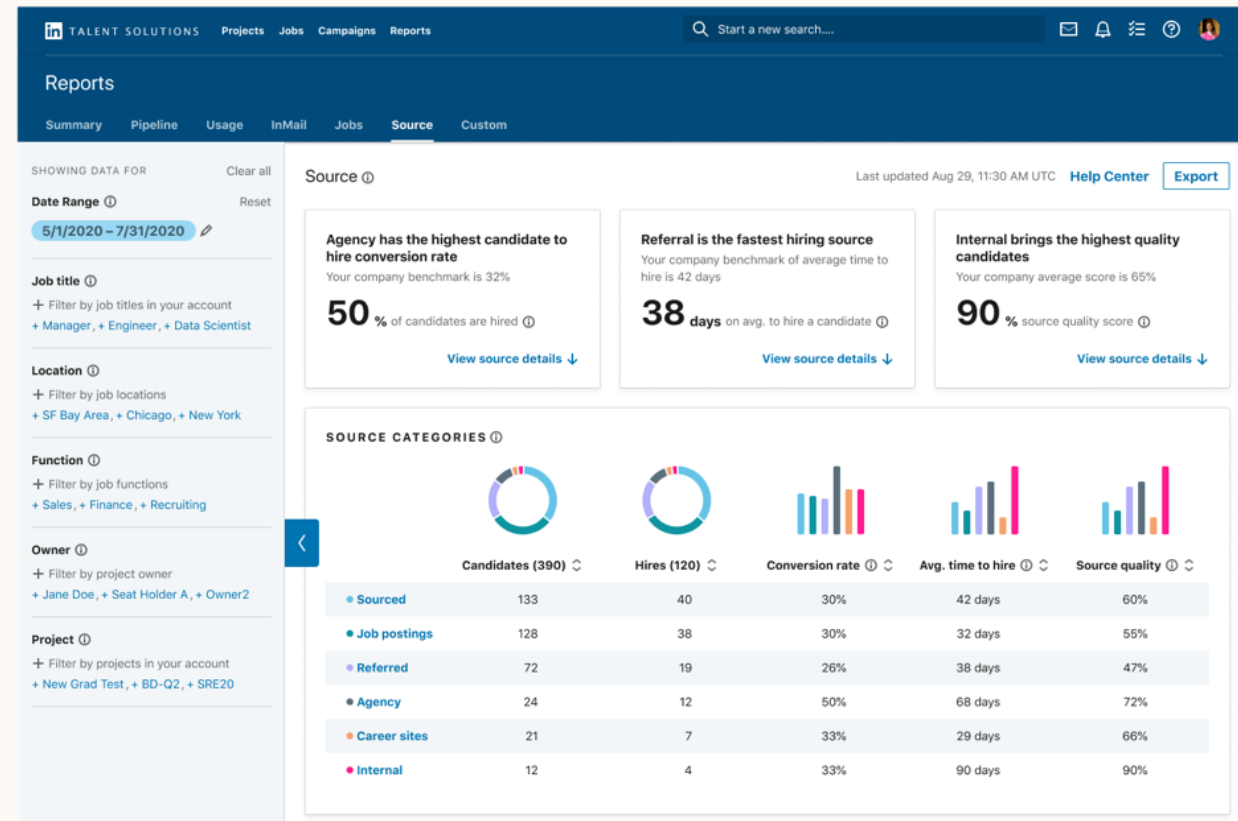 in TALENT SOLUTIONS Projects Jobs Campaigns Reports Start a new search....
Reports
Summary Pipeline Usage InMail Jobs Source Custom
SHOWING DATA FOR Clear all
Date Range Reset
5/1/2020 – 7/31/2020
Job title
+ Filter by job titles in your account
+ Manager, + Engineer, + Data Scientist
Location
+ Filter by job locations
+ SF Bay Area, + Chicago, + New York
Function
+ Filter by job functions
+ Sales, + Finance, + Recruiting
Owner
+ Filter by project owner
+ Jane Doe, + Seat Holder A, + Owner2
Project
+ Filter by projects in your account
+ New Grad Test, + BD-Q2, + SRE20
Source Last updated Aug 29, 11:30 AM UTC Help Center Export
Agency has the highest candidate to
hire conversion rate
Your company benchmark is 32%
50 % of candidates are hired
View source details ↓
Referral is the fastest hiring source
Your company benchmark of average time to
hire is 42 days
38 days on avg. to hire a candidate
View source details ↓
Internal brings the highest quality
candidates
Your company average score is 65%
90 % source quality score
View source details ↓
SOURCE CATEGORIES
Candidates (390) Hires (120) Conversion rate Avg. time to hire Source quality
Sourced 133 40 30% 42 days 60%
Job postings 128 38 30% 32 days 55%
Referred 72 19 26% 38 days 47%
Agency 24 12 50% 68 days 72%
Career sites 21 7 33% 29 days 66%
Internal 12 4 33% 90 days 90%